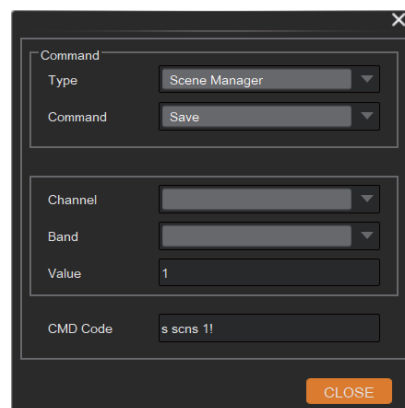 Command
Type Scene Manager
Command Save
Channel
Band
Value 1
CMD Code s scns 1!
CLOSE